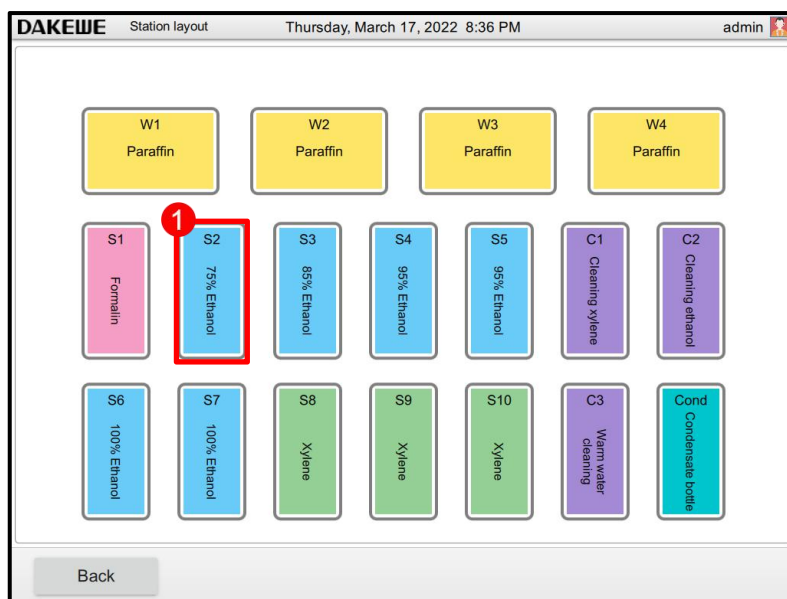 DAKEWE Station layout Thursday, March 17, 2022 8:36 PM admin
W1 W2 W3 W4
Paraffin Paraffin Paraffin Paraffin
1
S1
Formalin
S2
75% Ethanol
S3
85% Ethanol
S4
95% Ethanol
S5
95% Ethanol
C1
Cleaning xylene
C2
Cleaning ethanol
S6
100% Ethanol
S7
100% Ethanol
S8
Xylene
S9
Xylene
S10
Xylene
C3
Warm water
cleaning
Cond
Condensate bottle
Back